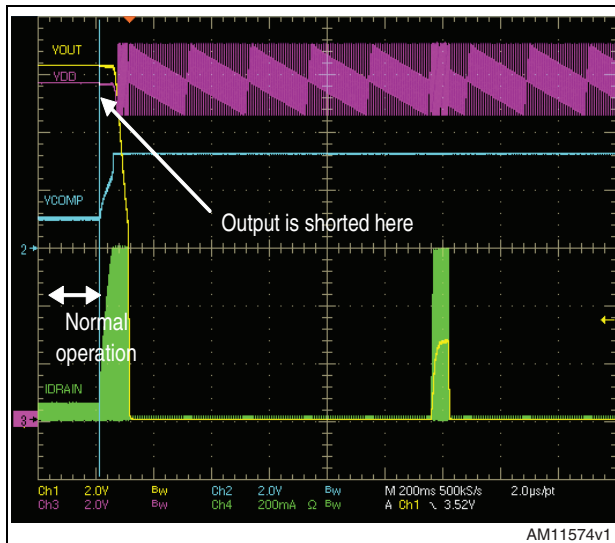 VOUT
VDD
Output is shorted here
VCOMP
2
Normal
operation
IDRAIN
3
Ch1 2.0V Bw Ch2 2.0V Bw M 200ms 500kS/s 2.0µs/pt
Ch3 2.0V Bw Ch4 200mA Ω Bw A Ch1 3.52V
AM11574v1